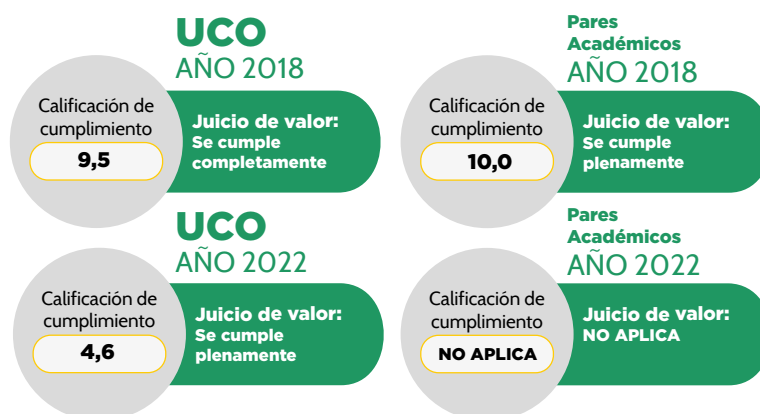 UCO
AÑO 2018
Calificación de
cumplimiento
9,5
Juicio de valor:
Se cumple
completamente
Pares
Académicos
AÑO 2018
Calificación de
cumplimiento
10,0
Juicio de valor:
Se cumple
plenamente
UCO
AÑO 2022
Calificación de
cumplimiento
4,6
Juicio de valor:
Se cumple
plenamente
Pares
Académicos
AÑO 2022
Calificación de
cumplimiento
NO APLICA
Juicio de valor:
NO APLICA